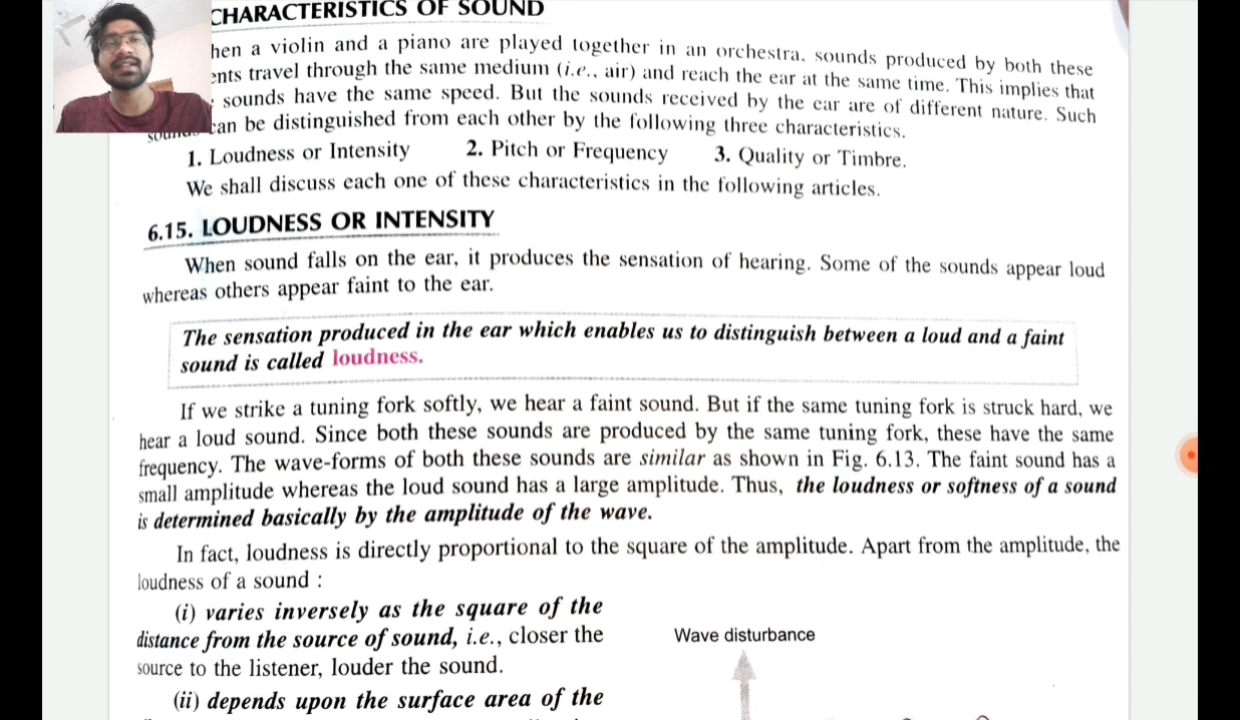 CHARACTERISTICS OF SOUND
hen a violin and a piano are played together in an orchestra, sounds produced by both these
ents travel through the same medium (i.e., air) and reach the ear at the same time. This implies that
sounds have the same speed. But the sounds received by the ear are of different nature. Such
can be distinguished from each other by the following three characteristics.
1. Loudness or Intensity 2. Pitch or Frequency 3. Quality or Timbre.
We shall discuss each one of these characteristics in the following articles.
6.15. LOUDNESS OR INTENSITY
When sound falls on the ear, it produces the sensation of hearing. Some of the sounds appear loud
whereas others appear faint to the ear.
The sensation produced in the ear which enables us to distinguish between a loud and a faint
sound is called loudness.
If we strike a tuning fork softly, we hear a faint sound. But if the same tuning fork is struck hard, we
hear a loud sound. Since both these sounds are produced by the same tuning fork, these have the same
frequency. The wave-forms of both these sounds are similar as shown in Fig. 6.13. The faint sound has a
small amplitude whereas the loud sound has a large amplitude. Thus, the loudness or softness of a sound
is determined basically by the amplitude of the wave.
In fact, loudness is directly proportional to the square of the amplitude. Apart from the amplitude, the
loudness of a sound :
(i) varies inversely as the square of the
distance from the source of sound, i.e., closer the
source to the listener, louder the sound.
(ii) depends upon the surface area of the
Wave disturbance